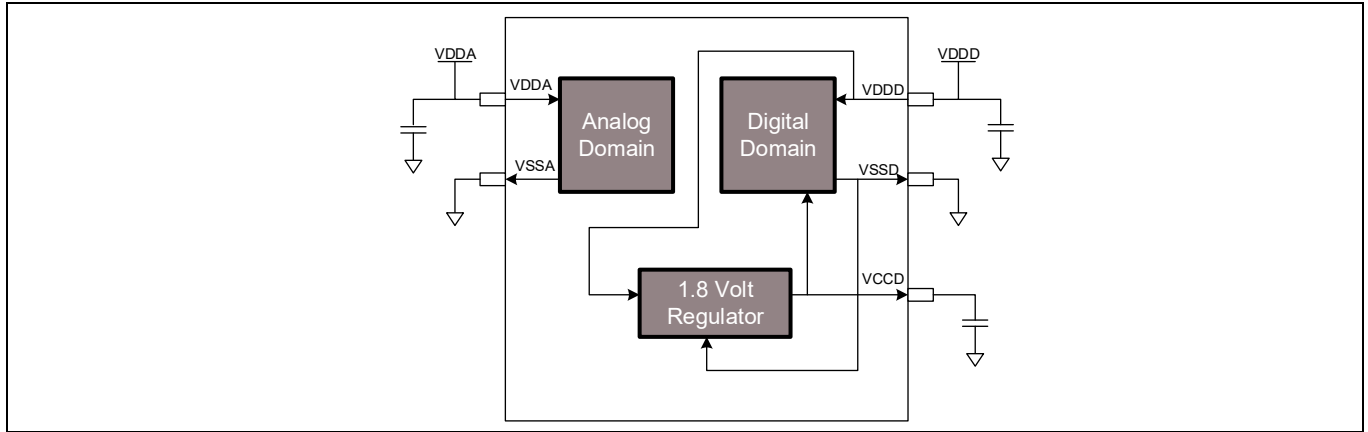 VDDA
VDDD
VDDA
VDDD
Analog
Domain
Digital
Domain
VSSA
VSSD
VCCD
1.8 Volt
Regulator